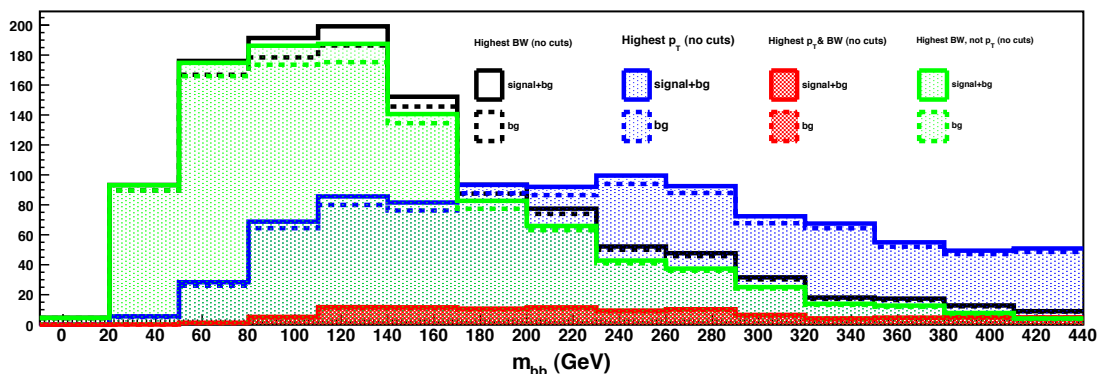 200
180
160
140
120
100
80
60
40
20
0
Highest BW (no cuts)
signal+bg
bg
Highest p_T (no cuts)
signal+bg
bg
Highest p_T & BW (no cuts)
signal+bg
bg
Highest BW, not p_T (no cuts)
signal+bg
bg
0 20 40 60 80 100 120 140 160 180 200 220 240 260 280 300 320 340 360 380 400 420 440
m_bb (GeV)